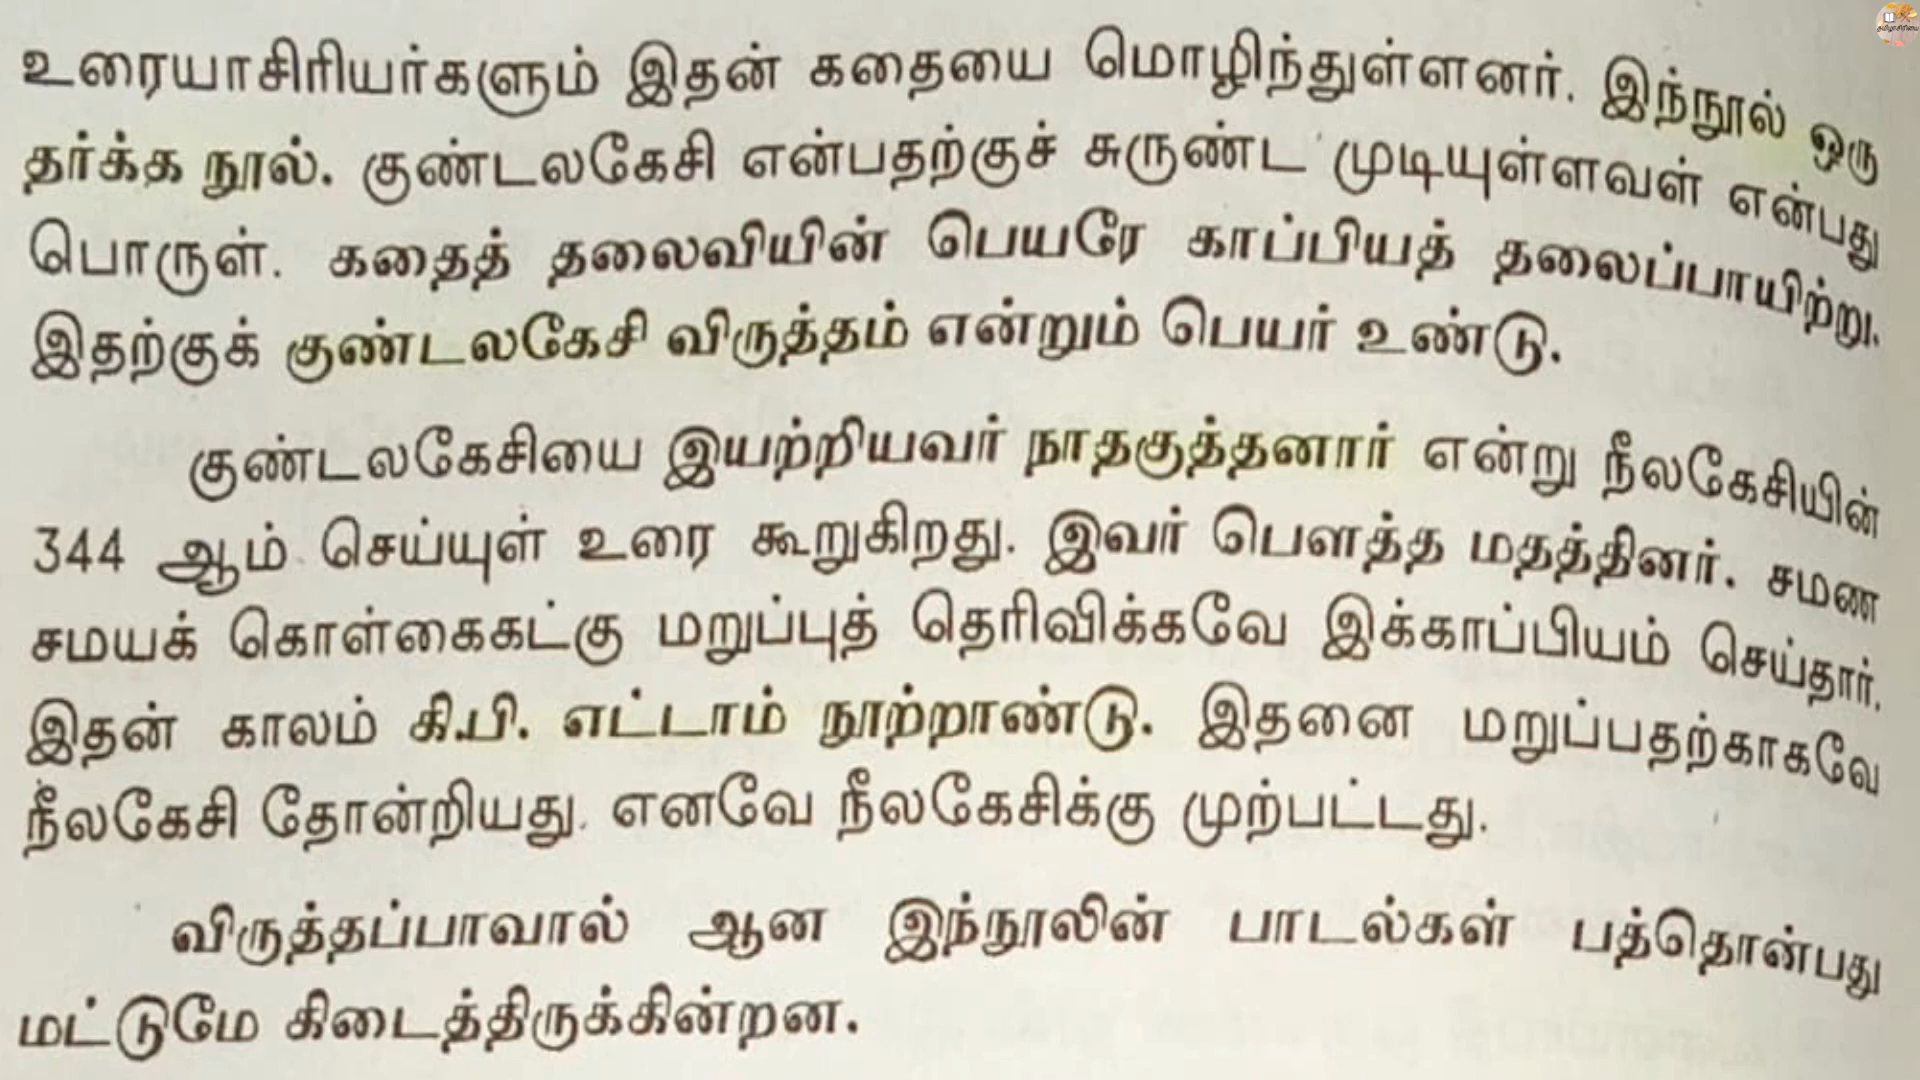 உரையாசிரியர்களும் இதன் கதையை மொழிந்துள்ளனர். இந்நூல் ஒரு
தர்க்க நூல். குண்டலகேசி என்பதற்குச் சுருண்ட முடியுள்ளவள் என்பது
பொருள். கதைத் தலைவியின் பெயரே காப்பியத் தலைப்பாயிற்று.
இதற்குக் குண்டலகேசி விருத்தம் என்றும் பெயர் உண்டு.
குண்டலகேசியை இயற்றியவர் நாதகுத்தனார் என்று நீலகேசியின்
344 ஆம் செய்யுள் உரை கூறுகிறது. இவர் பௌத்த மதத்தினர். சமண
சமயக் கொள்கைகட்கு மறுப்புத் தெரிவிக்கவே இக்காப்பியம் செய்தார்.
இதன் காலம் கி.பி. எட்டாம் நூற்றாண்டு. இதனை மறுப்பதற்காகவே
நீலகேசி தோன்றியது. எனவே நீலகேசிக்கு முற்பட்டது.
விருத்தப்பாவால் ஆன இந்நூலின் பாடல்கள் பத்தொன்பது
மட்டுமே கிடைத்திருக்கின்றன.